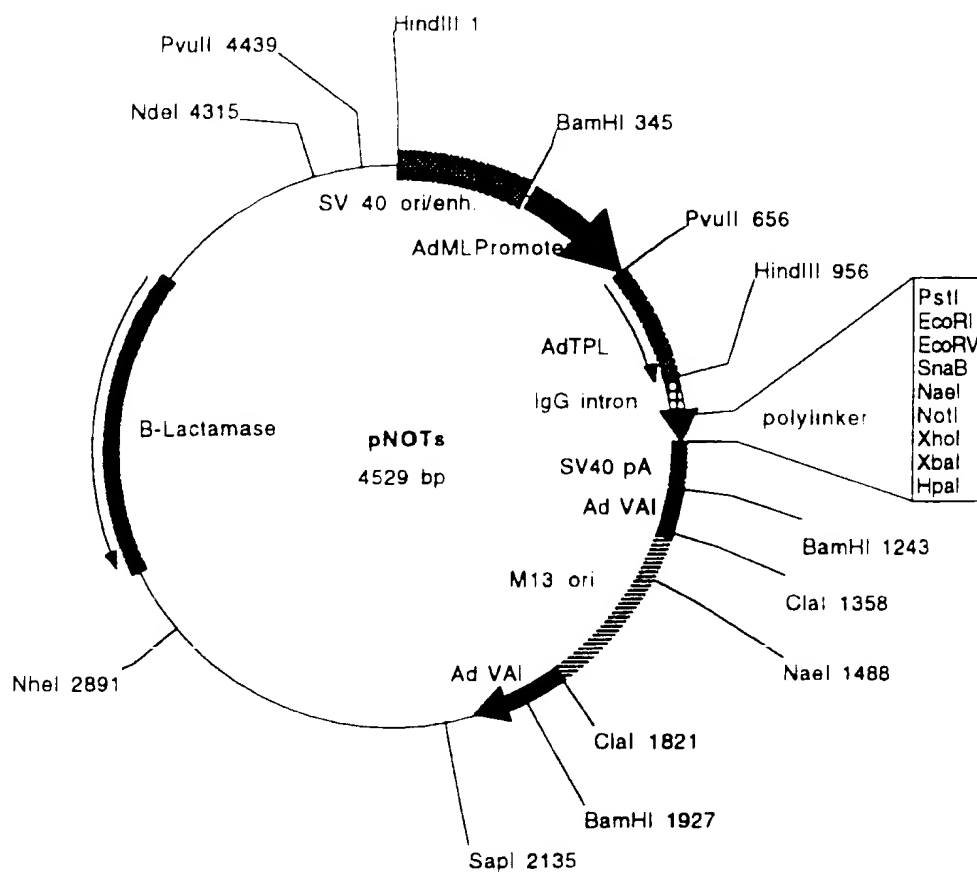 HindIII 1
PvuII 4439
NdeI 4315
BamHI 345
SV 40 ori/enh.
AdMLPromote
PvuII 656
HindIII 956
PstI
EcoRI
EcoRV
SnaB
NaeI
NotI
XhoI
XbaI
HpaI
AdTPL
IgG intron
polylinker
B-Lactamase
pNOTs
4529 bp
SV40 pA
Ad VAI
BamHI 1243
M13 ori
ClaI 1358
NaeI 1488
NheI 2891
Ad VAI
ClaI 1821
BamHI 1927
SapI 2135